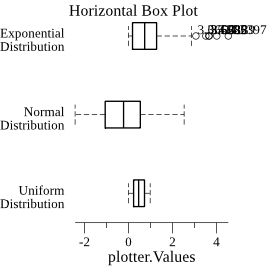 Horizontal Box Plot
Exponential
Distribution
Normal
Distribution
Uniform
Distribution
-2 0 2 4
plotter.Values